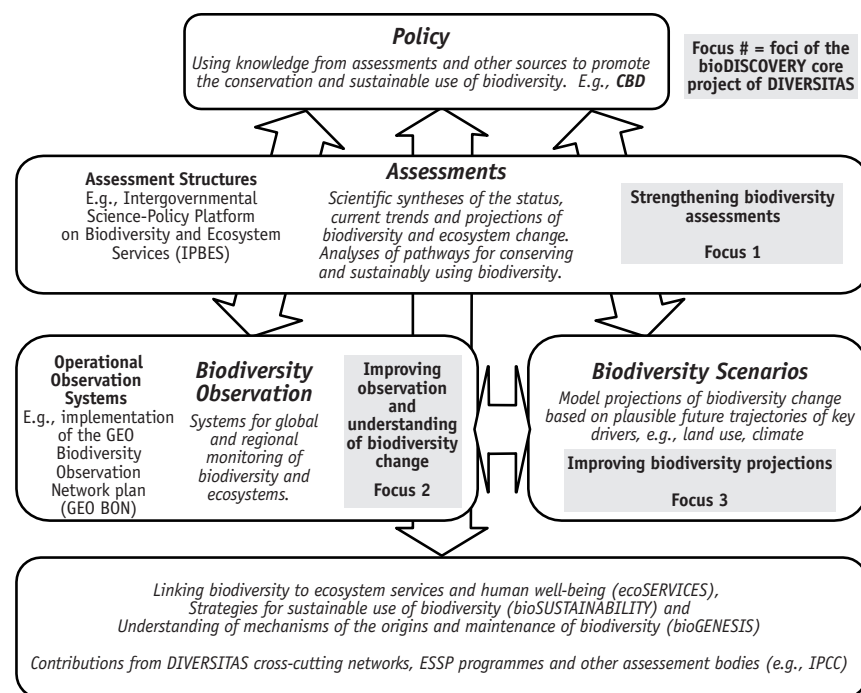 Policy
Using knowledge from assessments and other sources to promote
the conservation and sustainable use of biodiversity. E.g., CBD
Focus # = foci of the
bioDISCOVERY core
project of DIVERSITAS
Assessment Structures
E.g., Intergovernmental
Science-Policy Platform
on Biodiversity and Ecosystem
Services (IPBES)
Assessments
Scientific syntheses of the status,
current trends and projections of
biodiversity and ecosystem change.
Analyses of pathways for conserving
and sustainably using biodiversity.
Strengthening biodiversity
assessments
Focus 1
Operational
Observation
Systems
E.g., implementation
of the GEO
Biodiversity
Observation
Network plan
(GEO BON)
Biodiversity
Observation
Systems for global
and regional
monitoring of
biodiversity and
ecosystems.
Improving
observation
and
understanding
of biodiversity
change
Focus 2
Biodiversity Scenarios
Model projections of biodiversity change
based on plausible future trajectories of key
drivers, e.g., land use, climate
Improving biodiversity projections
Focus 3
Linking biodiversity to ecosystem services and human well-being (ecoSERVICES),
Strategies for sustainable use of biodiversity (bioSUSTAINABILITY) and
Understanding of mechanisms of the origins and maintenance of biodiversity (bioGENESIS)
Contributions from DIVERSITAS cross-cutting networks, ESSP programmes and other assessement bodies (e.g., IPCC)